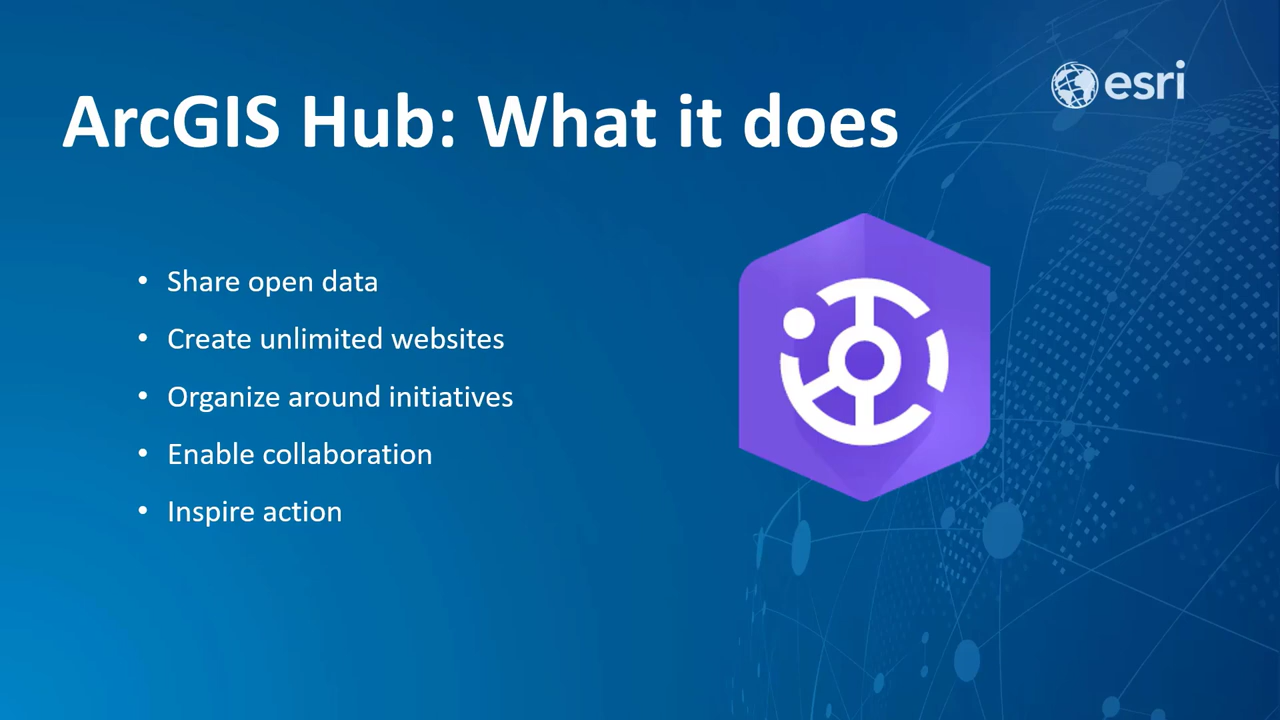 esri
ArcGIS Hub: What it does
• Share open data
• Create unlimited websites
• Organize around initiatives
• Enable collaboration
• Inspire action